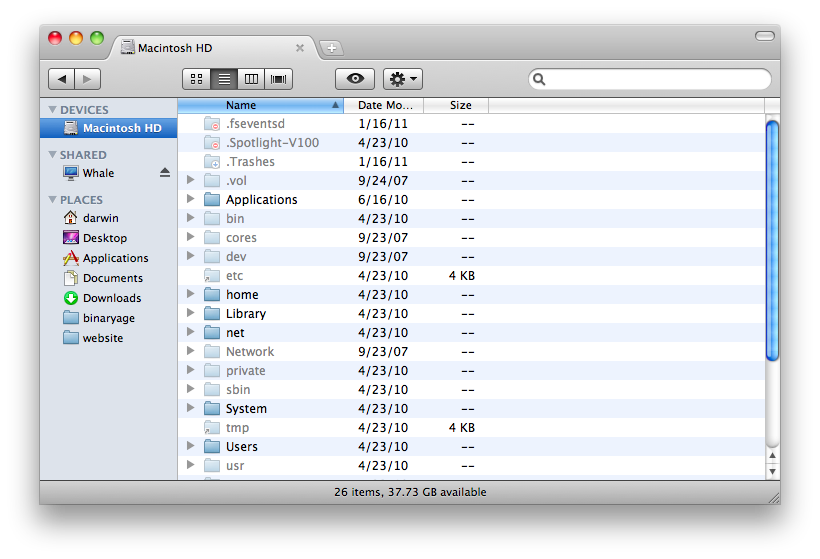 Macintosh HD
Name Date Mo... Size
DEVICES
Macintosh HD
SHARED
Whale
PLACES
darwin
Desktop
Applications
Documents
Downloads
binaryage
website
.fseventsd 1/16/11 --
.Spotlight-V100 4/23/10 --
.Trashes 1/16/11 --
.vol 9/24/07 --
Applications 6/16/10 --
bin 4/23/10 --
cores 9/23/07 --
dev 9/23/07 --
etc 4/23/10 4 KB
home 4/23/10 --
Library 4/23/10 --
net 4/23/10 --
Network 9/23/07 --
private 4/23/10 --
sbin 4/23/10 --
System 4/23/10 --
tmp 4/23/10 4 KB
Users 4/23/10 --
usr 4/23/10 --
26 items, 37.73 GB available